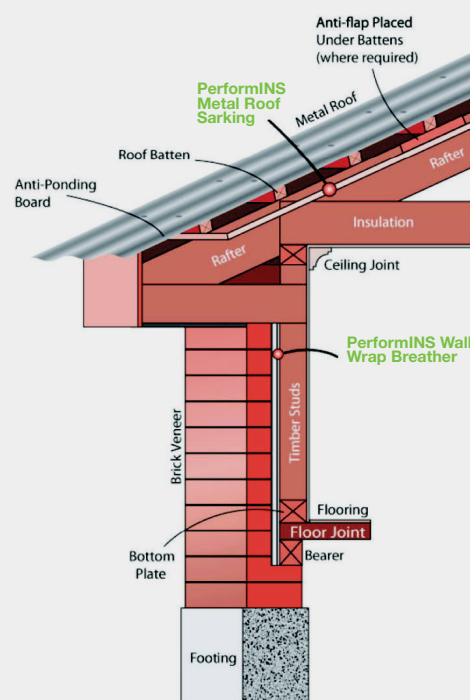 Anti-flap Placed
Under Battens
(where required)
PerformINS
Metal Roof
Sarking
Metal Roof
Roof Batten
Rafter
Anti-Ponding
Board
Insulation
Rafter
Ceiling Joint
PerformINS Wall
Wrap Breather
Timber Studs
Brick Veneer
Flooring
Floor Joint
Bottom
Plate
Bearer
Footing